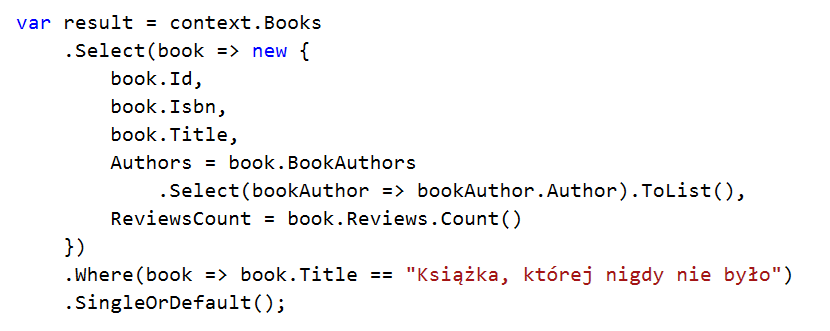 var result = context.Books
    .Select(book => new {
        book.Id,
        book.Isbn,
        book.Title,
        Authors = book.BookAuthors
            .Select(bookAuthor => bookAuthor.Author).ToList(),
        ReviewsCount = book.Reviews.Count()
    })
    .Where(book => book.Title == "Książka, której nigdy nie było")
    .SingleOrDefault();